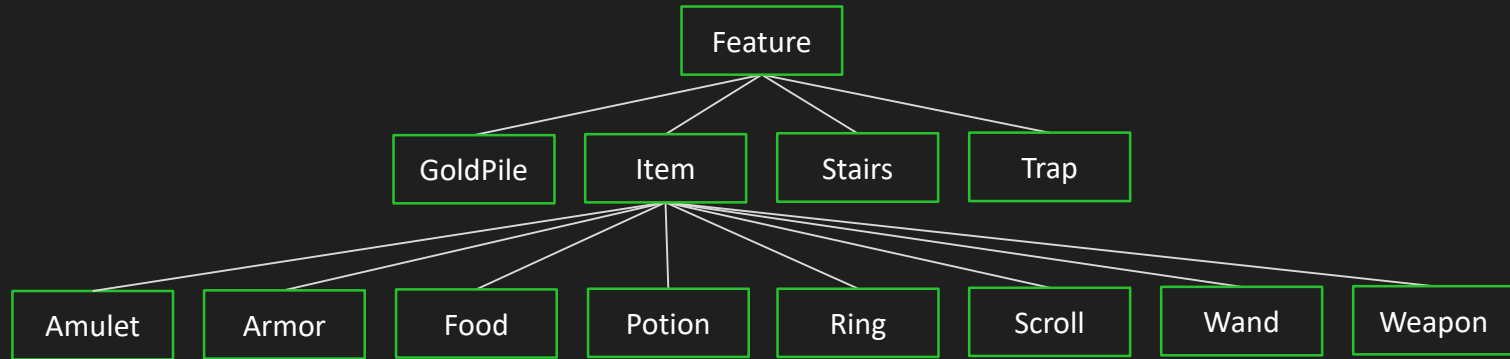 Feature
GoldPile
Item
Stairs
Trap
Amulet
Armor
Food
Potion
Ring
Scroll
Wand
Weapon